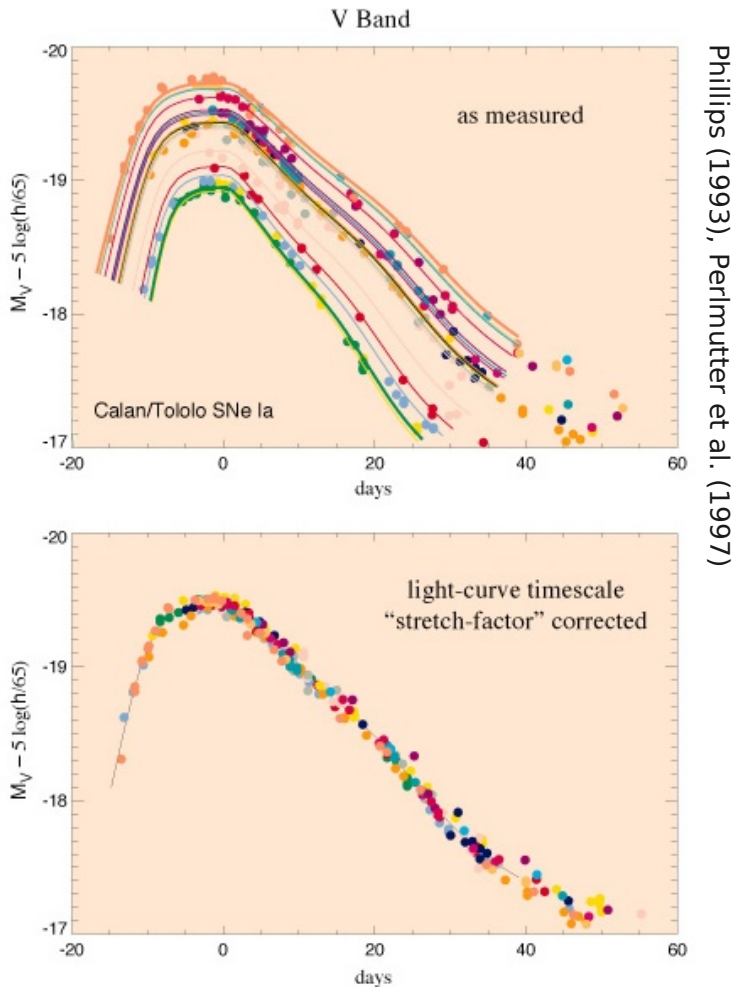 V Band
-20
-19
-18
-17
M_V – 5 log(h/65)
as measured
Calan/Tololo SNe Ia
-20 0 20 40 60
days
-20
-19
-18
-17
M_V – 5 log(h/65)
light-curve timescale
“stretch-factor” corrected
-20 0 20 40 60
days
Phillips (1993), Perlmutter et al. (1997)